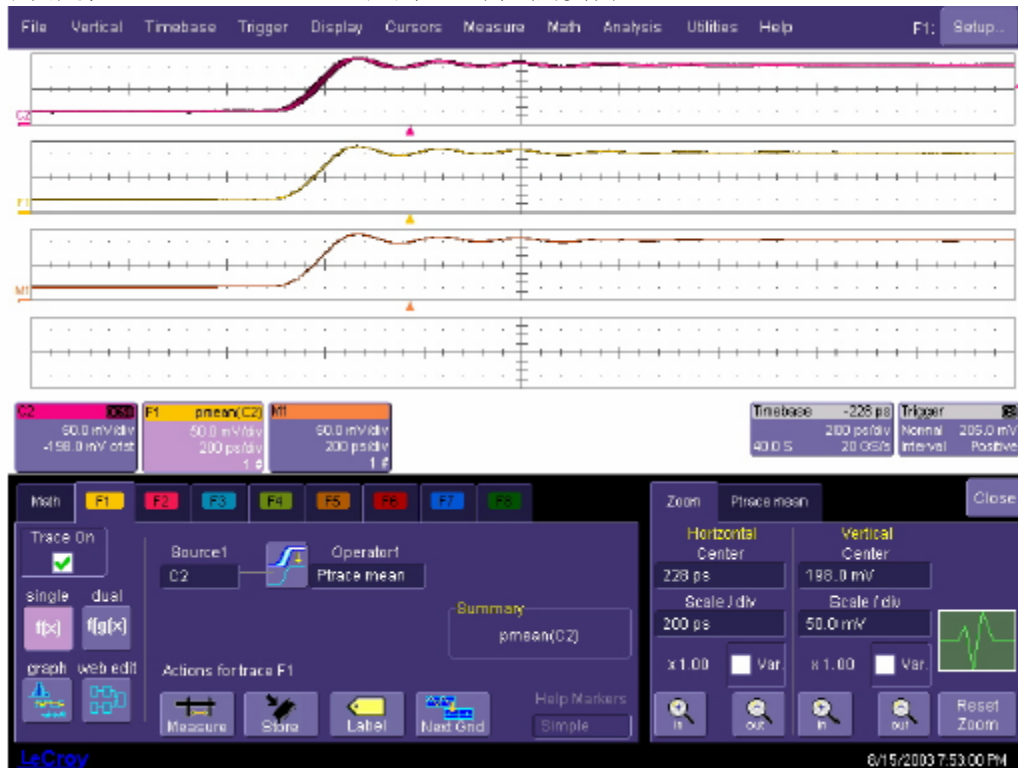 File Vertical Timebase Trigger Display Cursors Measure Math Analysis Utilities Help F1: Setup...
C2
F1
M1
C2
50.0 mV/div
-198.0 mV ofst
F1 pmean(C2)
50.0 mV/div
200 ps/div
1 #
M1
50.0 mV/div
200 ps/div
1 #
Timebase -228 ps
200 ps/div
40.0 S 20 GS/s
Trigger
Normal 205.0 mV
Interval Positive
Math F1 F2 F3 F4 F5 F6 F7 F8
Trace On
single dual
f(x) f(g(x))
graph web edit
Source1
C2
Operator1
Ptrace mean
Summary
pmean(C2)
Actions for trace F1
Measure Store Label Next Grid
Help Markers
Simple
Zoom Ptrace mean Close
Horizontal Vertical
Center Center
228 ps 198.0 mV
Scale / div Scale / div
200 ps 50.0 mV
x 1.00 Var. x 1.00 Var.
In out In out
Reset
Zoom
LeCroy
8/15/2003 7:53:00 PM